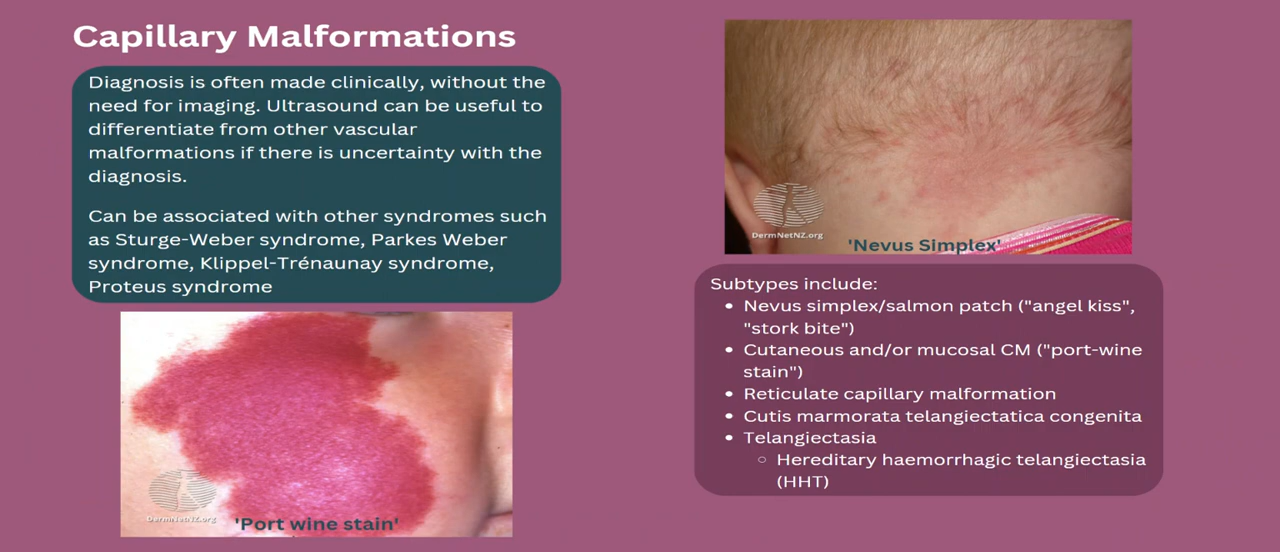 Capillary Malformations
Diagnosis is often made clinically, without the
need for imaging. Ultrasound can be useful to
differentiate from other vascular
malformations if there is uncertainty with the
diagnosis.
Can be associated with other syndromes such
as Sturge-Weber syndrome, Parkes Weber
syndrome, Klippel-Trénaunay syndrome,
Proteus syndrome
DermNetNZ.org
'Port wine stain'
DermNetNZ.org
'Nevus Simplex'
Subtypes include:
• Nevus simplex/salmon patch ("angel kiss",
"stork bite")
• Cutaneous and/or mucosal CM ("port-wine
stain")
• Reticulate capillary malformation
• Cutis marmorata telangiectatica congenita
• Telangiectasia
○ Hereditary haemorrhagic telangiectasia
(HHT)